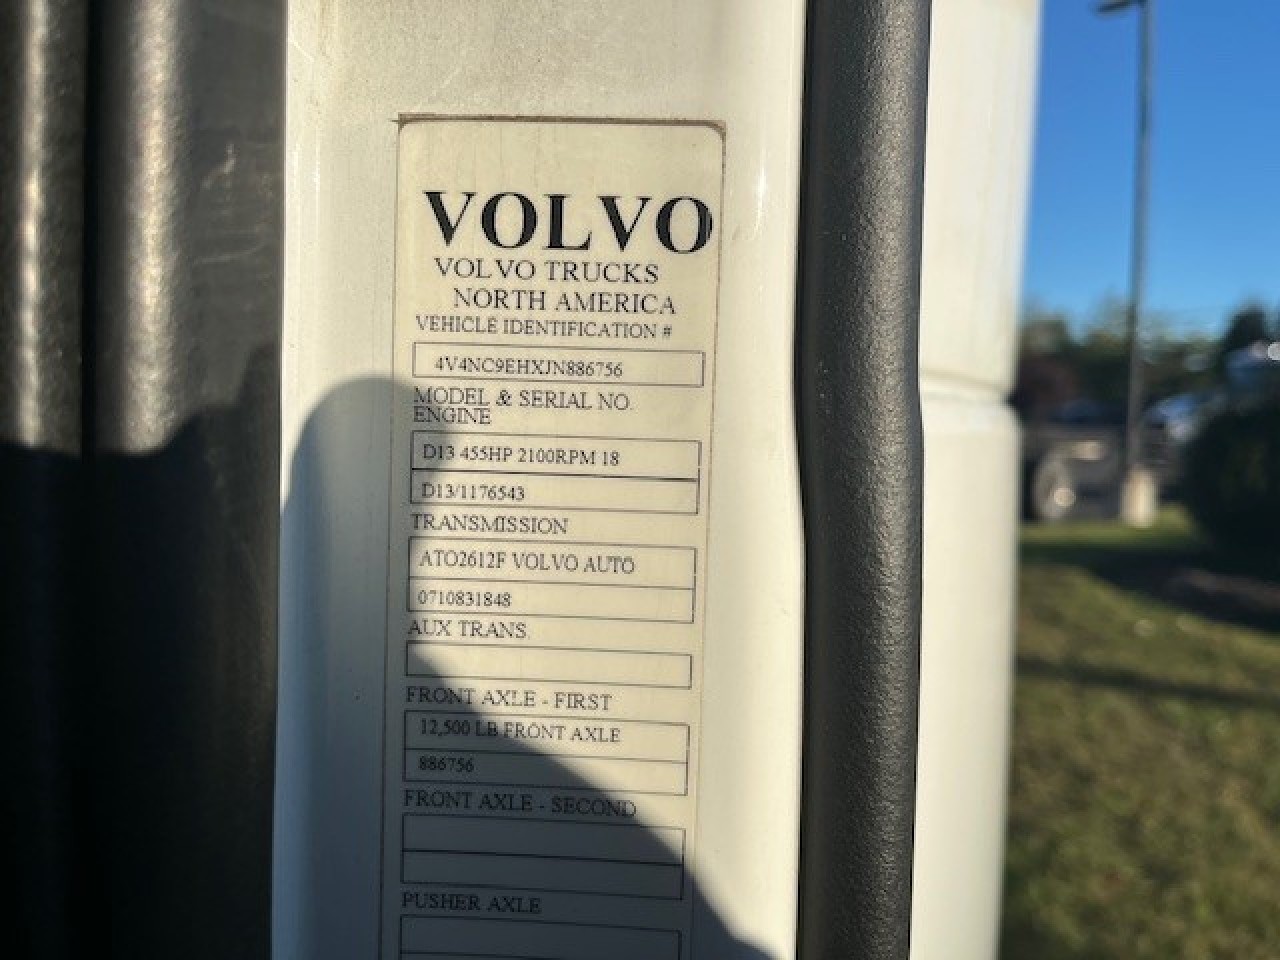 VOLVO
VOLVO TRUCKS
NORTH AMERICA
VEHICLE IDENTIFICATION #
4V4NC9EHXJN886756
MODEL & SERIAL NO.
ENGINE
D13 455HP 2100RPM 18
D13/1176543
TRANSMISSION
ATO2612F VOLVO AUTO
0710831848
AUX TRANS.
FRONT AXLE - FIRST
12,500 LB FRONT AXLE
886756
FRONT AXLE - SECOND
PUSHER AXLE